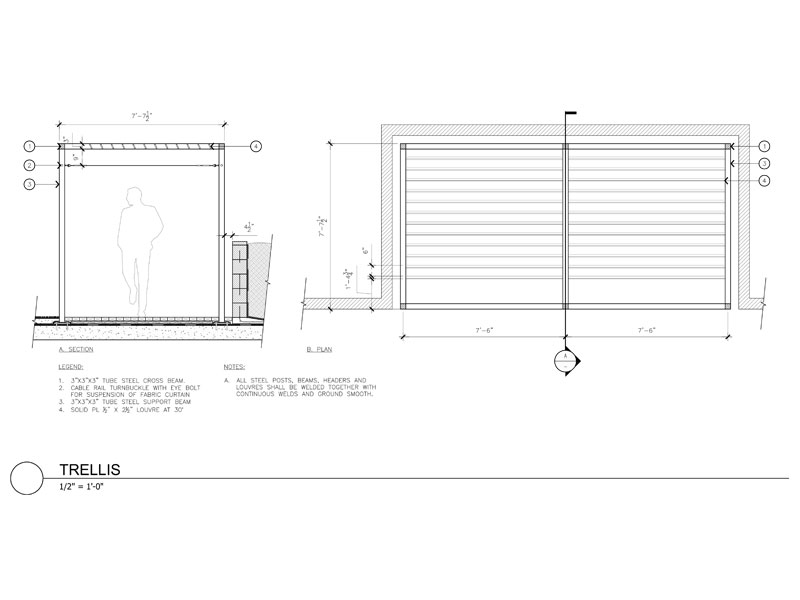 7'-7½"
3"
9"
1
2
3
4
4½"
7'-7½"
6"
1'-4¾"
1
3
4
7'-6"
7'-6"
A
-
A. SECTION
B. PLAN
LEGEND:
1. 3"X3"X3" TUBE STEEL CROSS BEAM.
2. CABLE RAIL TURNBUCKLE WITH EYE BOLT
FOR SUSPENSION OF FABRIC CURTAIN
3. 3"X3"X3" TUBE STEEL SUPPORT BEAM
4. SOLID PL ½" X 2½" LOUVRE AT 30'
NOTES:
A. ALL STEEL POSTS, BEAMS, HEADERS AND
LOUVRES SHALL BE WELDED TOGETHER WITH
CONTINUOUS WELDS AND GROUND SMOOTH.
TRELLIS
1/2" = 1'-0"